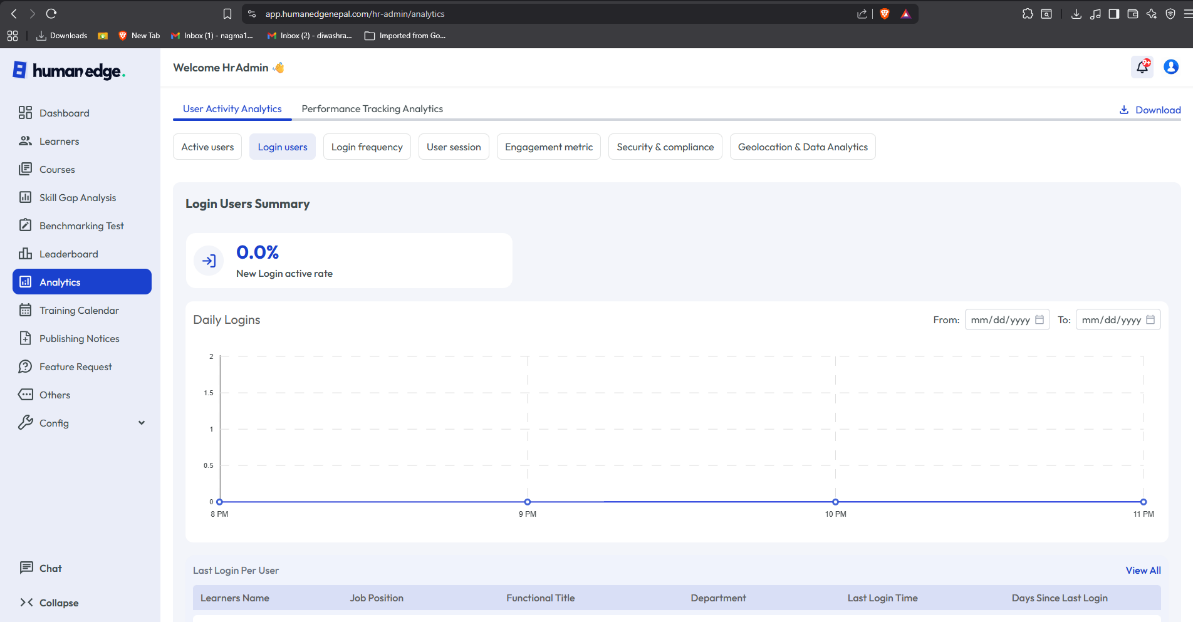 app.humanedgenepal.com/hr-admin/analytics
Downloads
New Tab
Inbox (1) - nagma1...
Inbox (2) - diwashra...
Imported from Go...
human edge.
Welcome HrAdmin 👋
9+
Dashboard
Learners
Courses
Skill Gap Analysis
Benchmarking Test
Leaderboard
Analytics
Training Calendar
Publishing Notices
Feature Request
Others
Config
Chat
Collapse
User Activity Analytics
Performance Tracking Analytics
Download
Active users
Login users
Login frequency
User session
Engagement metric
Security & compliance
Geolocation & Data Analytics
Login Users Summary
0.0%
New Login active rate
Daily Logins
From: mm/dd/yyyy
To: mm/dd/yyyy
2
1.5
1
0.5
0
8 PM
9 PM
10 PM
11 PM
Last Login Per User
View All
Learners Name
Job Position
Functional Title
Department
Last Login Time
Days Since Last Login